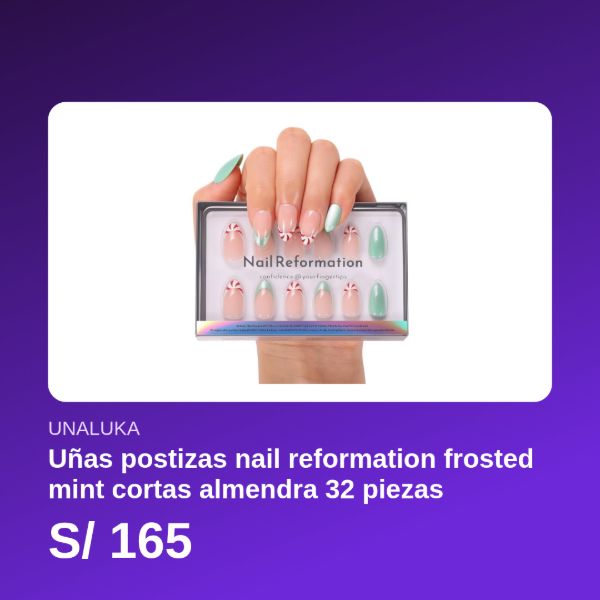 Nail Reformation
confidence @yourfingertips
UNALUKA
Uñas postizas nail reformation frosted
mint cortas almendra 32 piezas
S/ 165